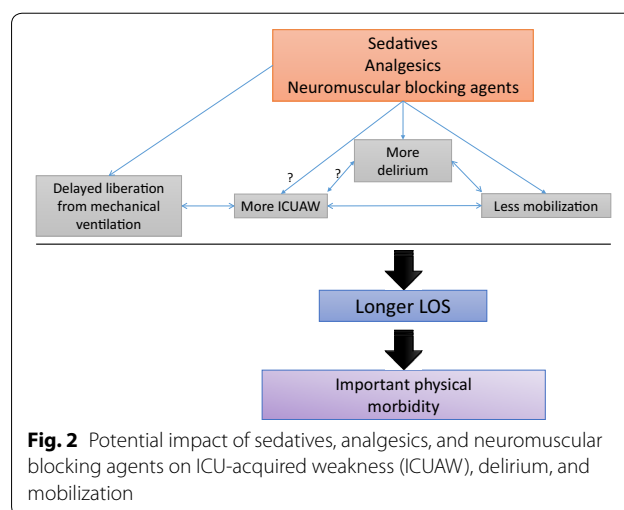 Sedatives
Analgesics
Neuromuscular blocking agents
More
delirium
?
?
Delayed liberation
from mechanical
ventilation
More ICUAW
Less mobilization
Longer LOS
Important physical
morbidity
Fig. 2 Potential impact of sedatives, analgesics, and neuromuscular
blocking agents on ICU-acquired weakness (ICUAW), delirium, and
mobilization